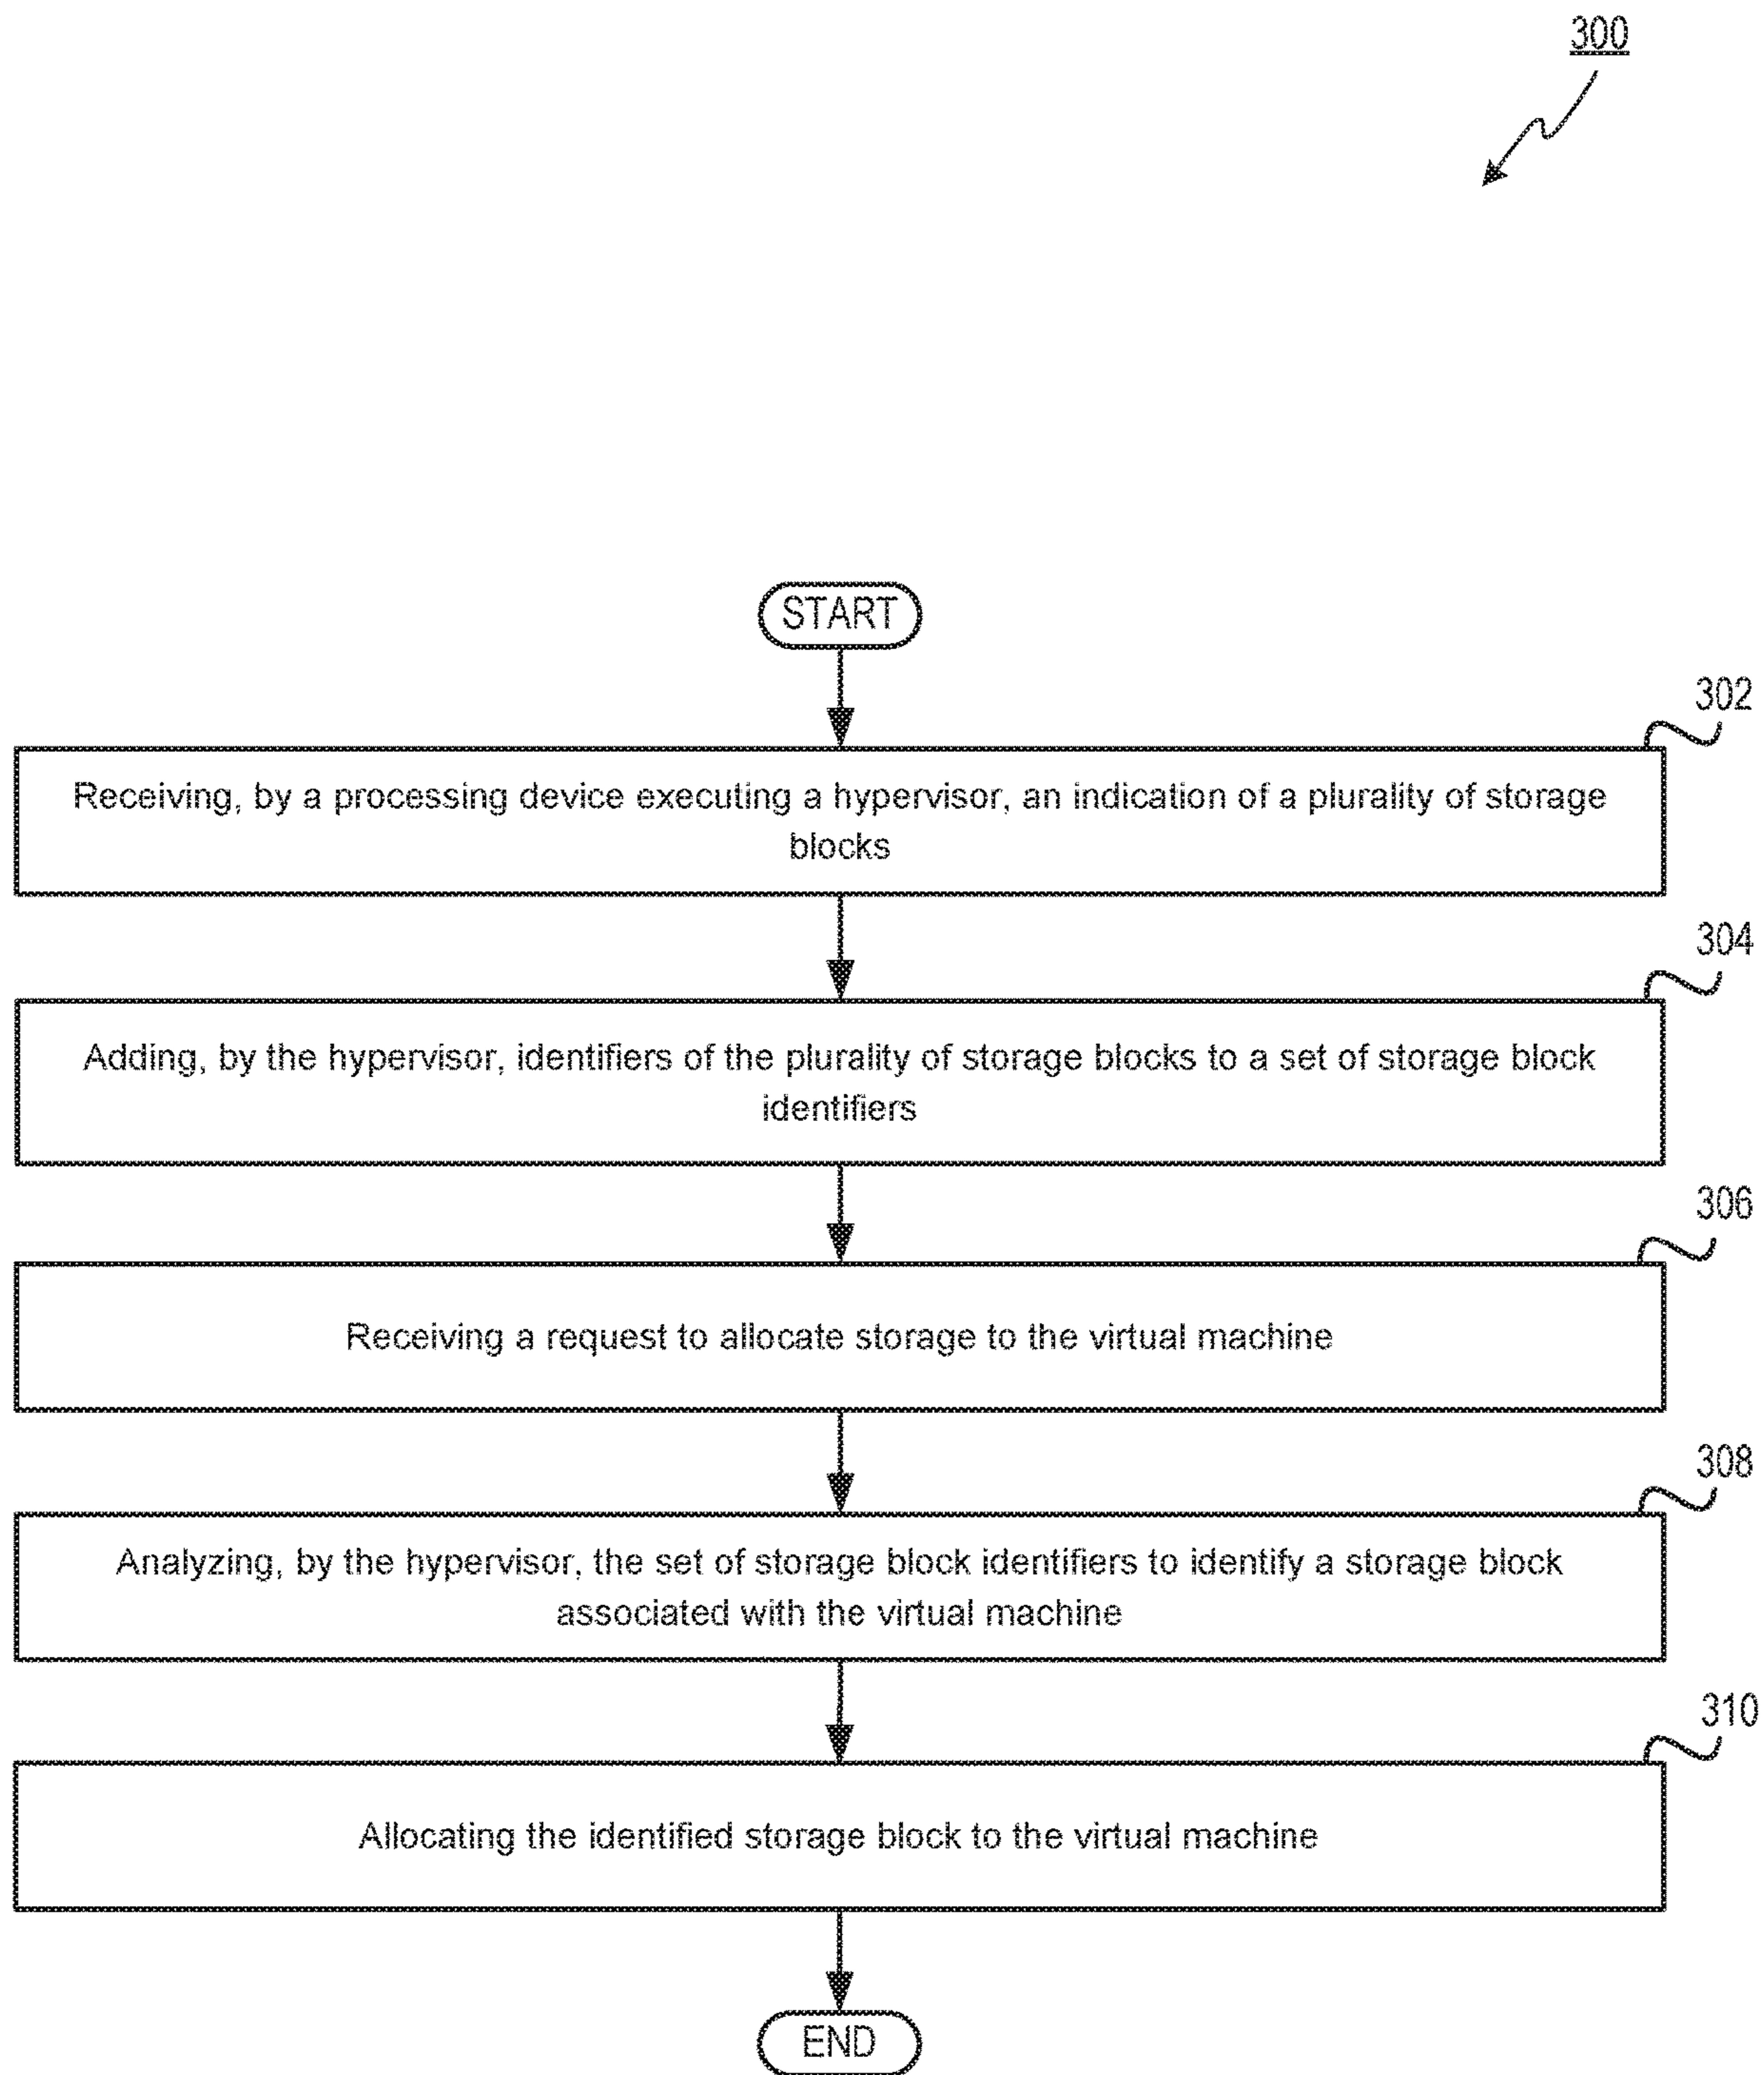 300
START
302
Receiving, by a processing device executing a hypervisor, an indication of a plurality of storage
blocks
304
Adding, by the hypervisor, identifiers of the plurality of storage blocks to a set of storage block
identifiers
306
Receiving a request to allocate storage to the virtual machine
308
Analyzing, by the hypervisor, the set of storage block identifiers to identify a storage block
associated with the virtual machine
310
Allocating the identified storage block to the virtual machine
END